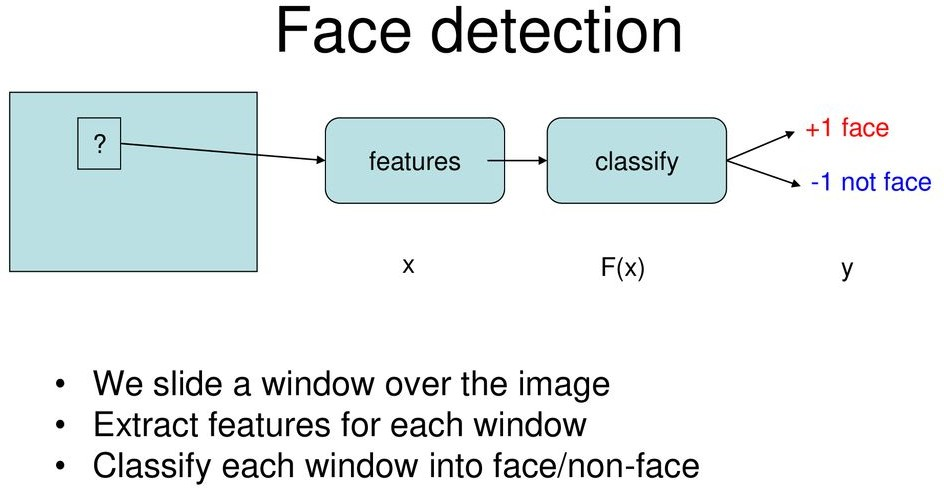 Face detection
?
features
classify
+1 face
-1 not face
x
F(x)
y
• We slide a window over the image
• Extract features for each window
• Classify each window into face/non-face